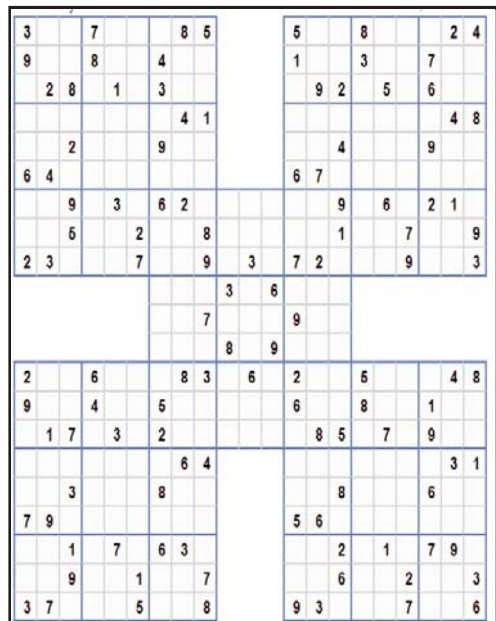 3 7 8 5 5 8 2 4
9 8 4 1 3 7
2 8 1 3 9 2 5 6
4 1 4 8
2 9 4 9
6 4 6 7
9 3 6 2 9 6 2 1
5 2 8 1 7 9
2 3 7 9 3 7 2 9 3
3 6
7 9
8 9
2 6 8 3 6 2 5 4 8
9 4 5 6 8 1
1 7 3 2 8 5 7 9
6 4 3 1
3 8 8 6
7 9 5 6
1 7 6 3 2 1 7 9
9 1 7 6 2 3
3 7 5 8 9 3 7 6